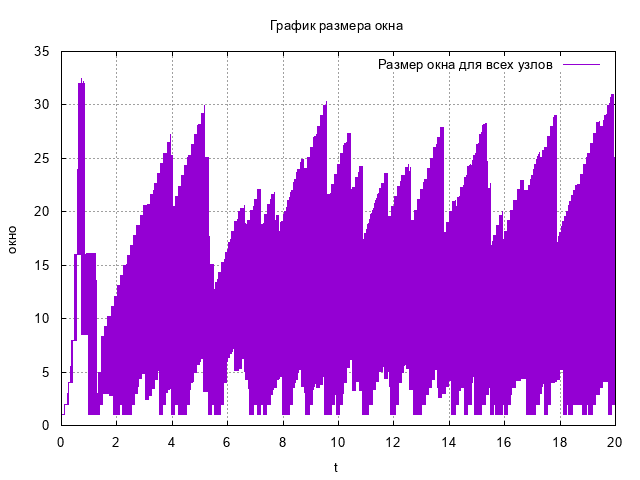 График размера окна
Размер окна для всех узлов
35
30
25
20
15
10
5
0
окно
0 2 4 6 8 10 12 14 16 18 20
t